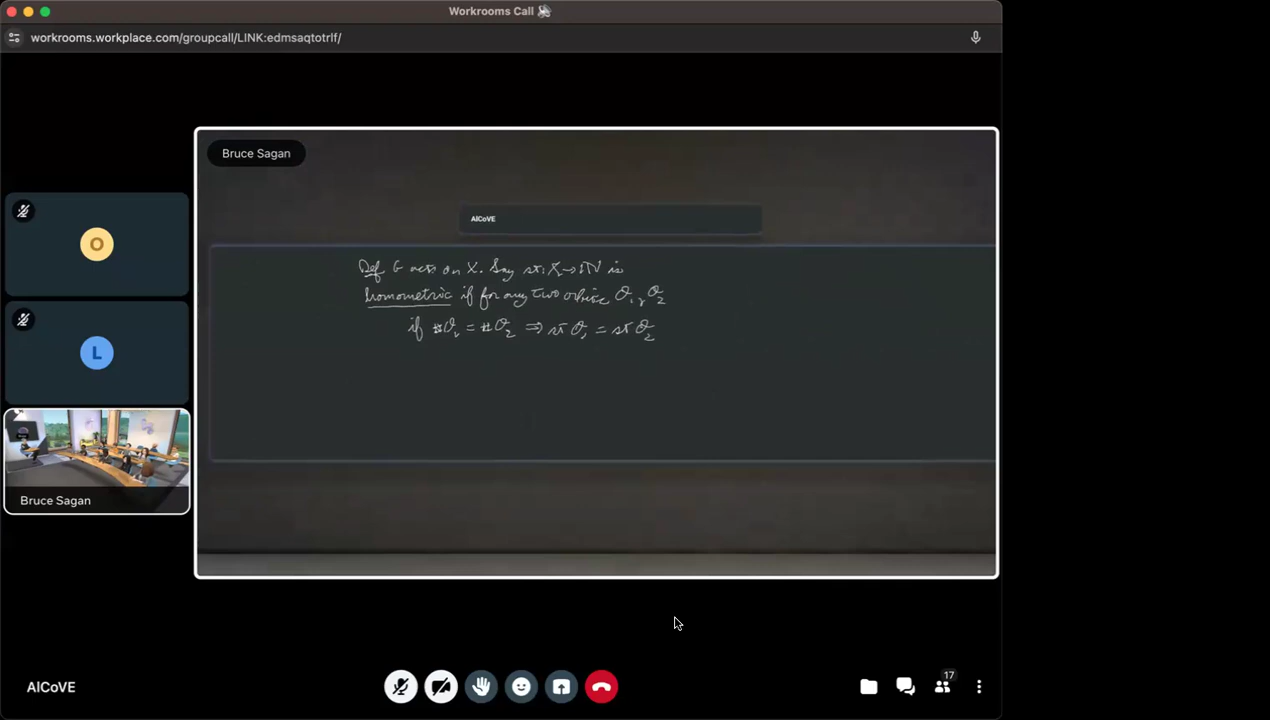 Workrooms Call
workrooms.workplace.com/groupcall/LINK:edmsaqtotrlf/
Bruce Sagan
AICoVE
Def G acts on X. Say st: X→ℕ is
homometric if for any two orbits O₁, O₂
if #O₁ = #O₂ ⇒ st O₁ = st O₂
O
L
Bruce Sagan
AICoVE
17